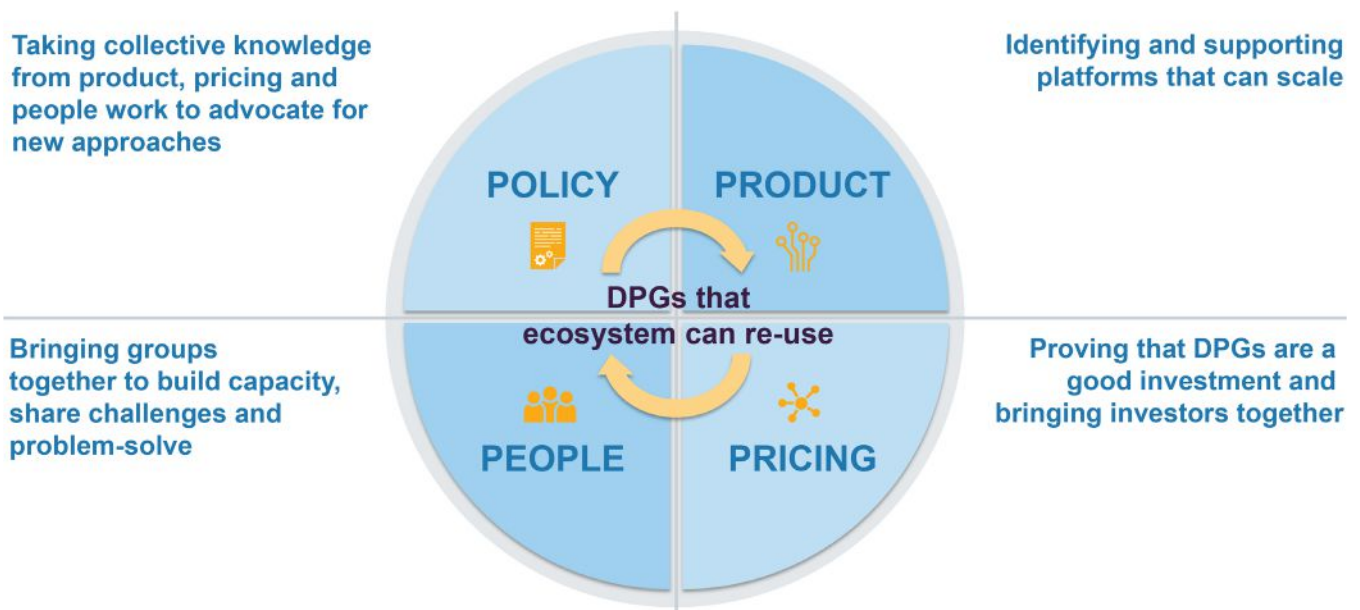 Taking collective knowledge
from product, pricing and
people work to advocate for
new approaches
Identifying and supporting
platforms that can scale
POLICY
PRODUCT
DPGs that
ecosystem can re-use
Bringing groups
together to build capacity,
share challenges and
problem-solve
Proving that DPGs are a
good investment and
bringing investors together
PEOPLE
PRICING